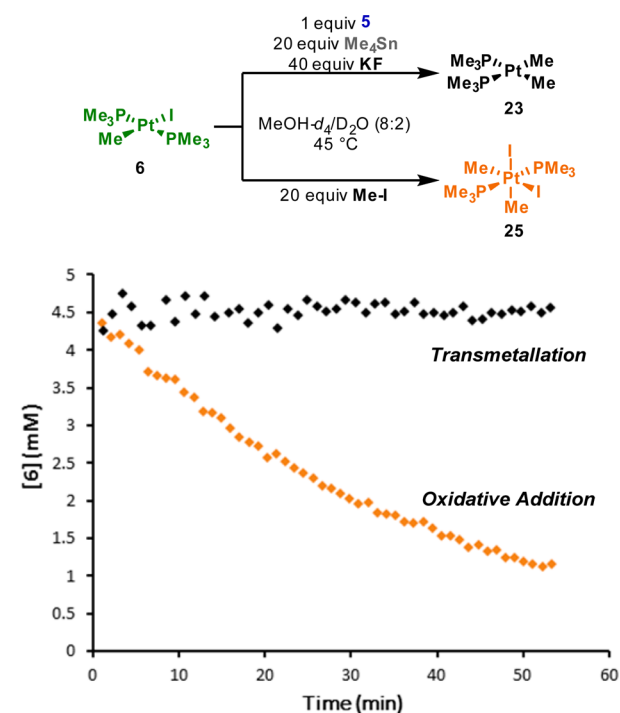 1 equiv 5
20 equiv Me4Sn
40 equiv KF
Me3P Me
Pt
Me3P Me
23
Me3P I
Pt
Me PMe3
6
MeOH-d4/D2O (8:2)
45 °C
20 equiv Me-I
I
Me PMe3
Pt
Me3P I
Me
25
5
4.5
4
3.5
3
2.5
2
1.5
1
0.5
0
[6] (mM)
Transmetallation
Oxidative Addition
0 10 20 30 40 50 60
Time (min)